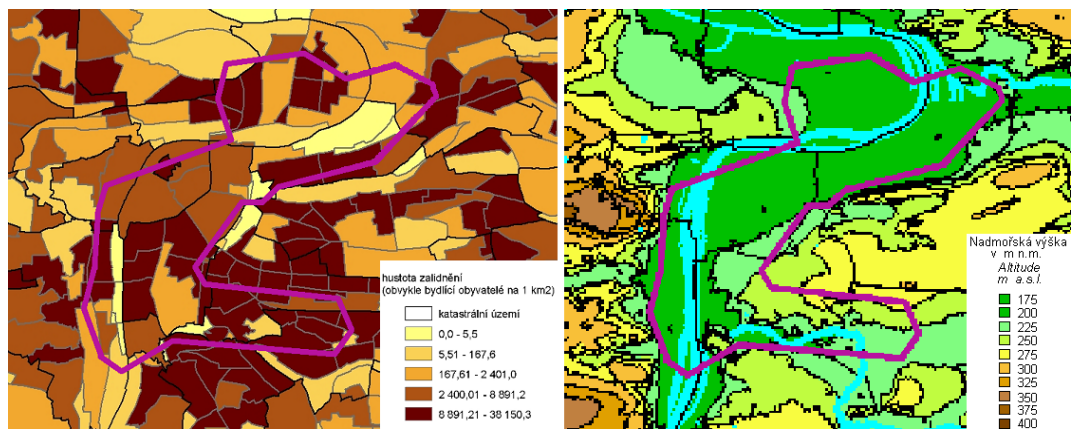 hustota zalidnění
(obvykle bydlící obyvatelé na 1 km2)
katastrální území
0,0 - 5,5
5,51 - 167,6
167,61 - 2 401,0
2 400,01 - 8 891,2
8 891,21 - 38 150,3
Nadmořská výška
v m n.m.
Altitude
m a.s.l.
175
200
225
250
275
300
325
350
375
400